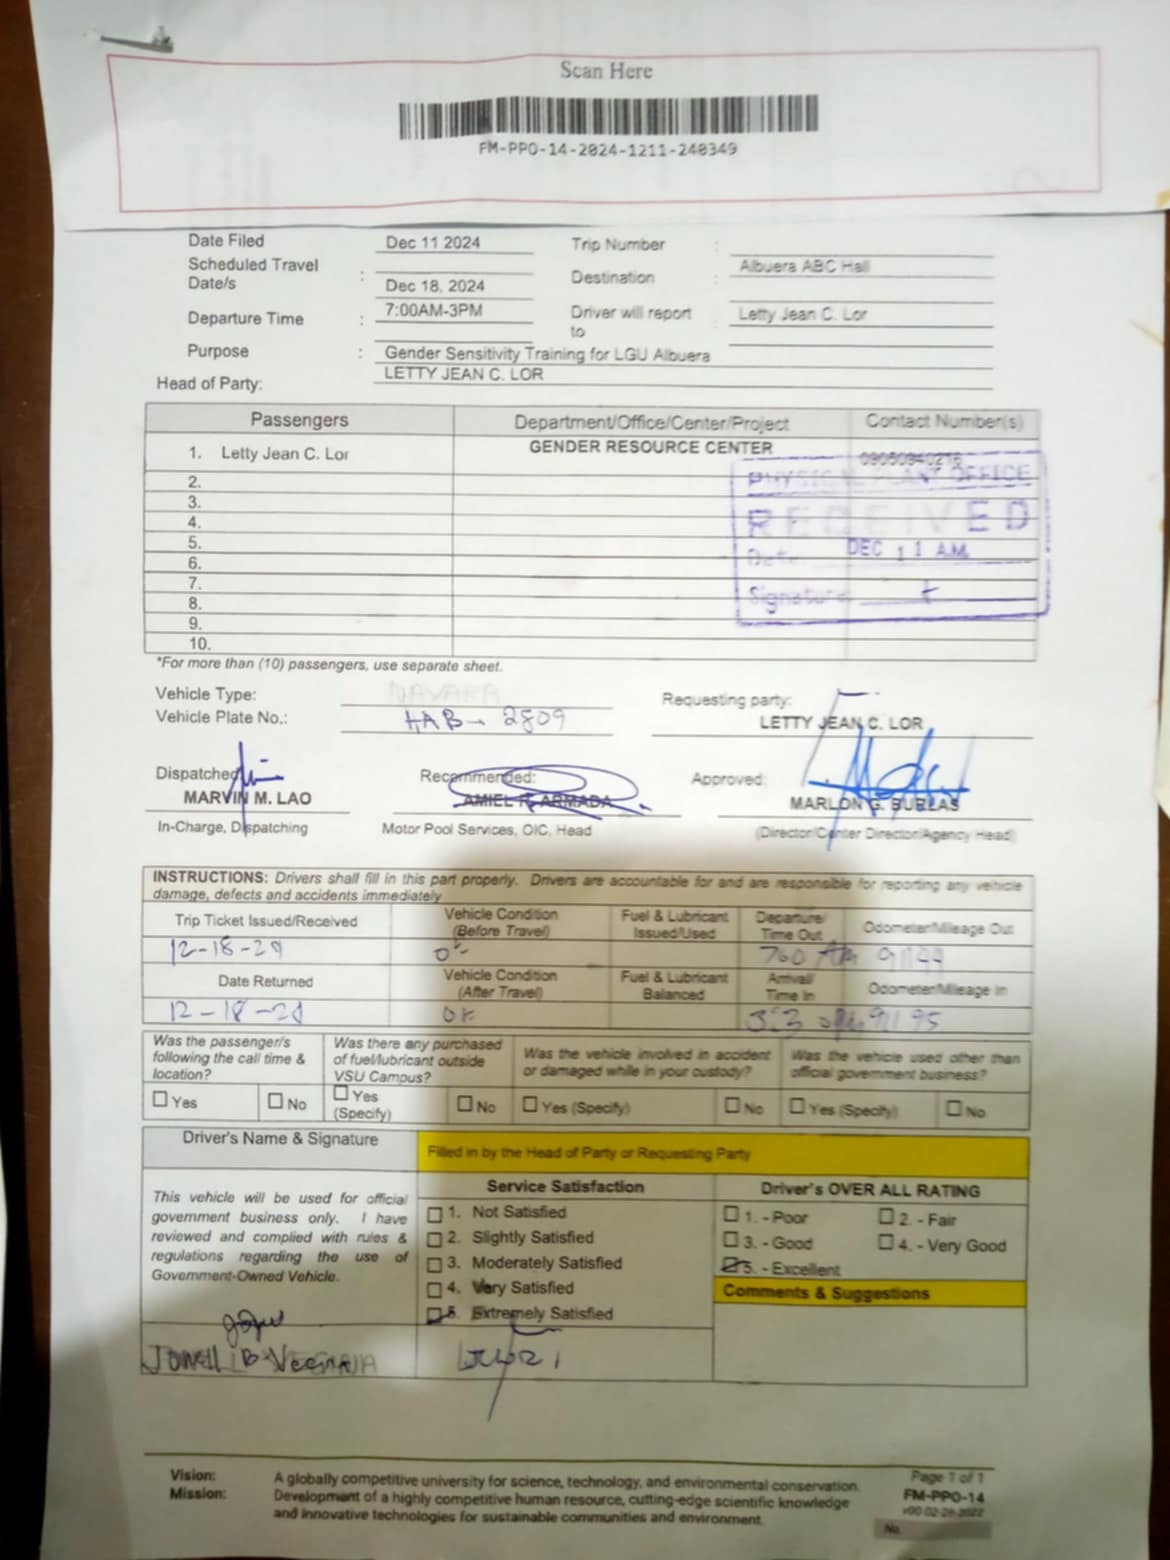 Scan Here
FM-PPO-14-2024-1211-240349
Date Filed Dec 11 2024 Trip Number :
Scheduled Travel Date/s : Dec 18, 2024 Destination : Albuera ABC Hall
Departure Time : 7:00AM-3PM Driver will report to : Letty Jean C. Lor
Purpose : Gender Sensitivity Training for LGU Albuera
Head of Party: LETTY JEAN C. LOR
Passengers Department/Office/Center/Project Contact Number(s)
1. Letty Jean C. Lor GENDER RESOURCE CENTER
2.
3.
4.
5.
6.
7.
8.
9.
10.
PHYSICAL PLANT OFFICE
RECEIVED
Date DEC 11 A.M.
Signature
*For more than (10) passengers, use separate sheet.
Vehicle Type: NAVARA Requesting party:
Vehicle Plate No.: HAB-2809 LETTY JEAN C. LOR
Dispatched Recommended: Approved:
MARVIN M. LAO AMIEL R. ARMADA MARLON G. BURLAS
In-Charge, Dispatching Motor Pool Services, OIC, Head (Director/Center Director/Agency Head)
INSTRUCTIONS: Drivers shall fill in this part properly. Drivers are accountable for and are responsible for reporting any vehicle
damage, defects and accidents immediately
Trip Ticket Issued/Received Vehicle Condition (Before Travel) Fuel & Lubricant Issued/Used Departure/ Time Out Odometer/Mileage Out
12-18-24 OK 700 AM
Date Returned Vehicle Condition (After Travel) Fuel & Lubricant Balanced Arrival/ Time In Odometer/Mileage In
12-18-24 OK 91195
Was the passenger/s following the call time & location? Was there any purchased of fuel/lubricant outside VSU Campus? Was the vehicle involved in accident or damaged while in your custody? Was the vehicle used other than official government business?
Yes No Yes (Specify) No Yes (Specify) No Yes (Specify) No
Driver's Name & Signature Filled in by the Head of Party or Requesting Party
Service Satisfaction Driver's OVER ALL RATING
This vehicle will be used for official
government business only. I have
reviewed and complied with rules &
regulations regarding the use of
Government-Owned Vehicle.
1. Not Satisfied
2. Slightly Satisfied
3. Moderately Satisfied
4. Very Satisfied
5. Extremely Satisfied
1. - Poor 2. - Fair
3. - Good 4. - Very Good
5. - Excellent
Comments & Suggestions
Vision: A globally competitive university for science, technology, and environmental conservation.
Mission: Development of a highly competitive human resource, cutting-edge scientific knowledge
and innovative technologies for sustainable communities and environment.
Page 1 of 1
FM-PPO-14
No.